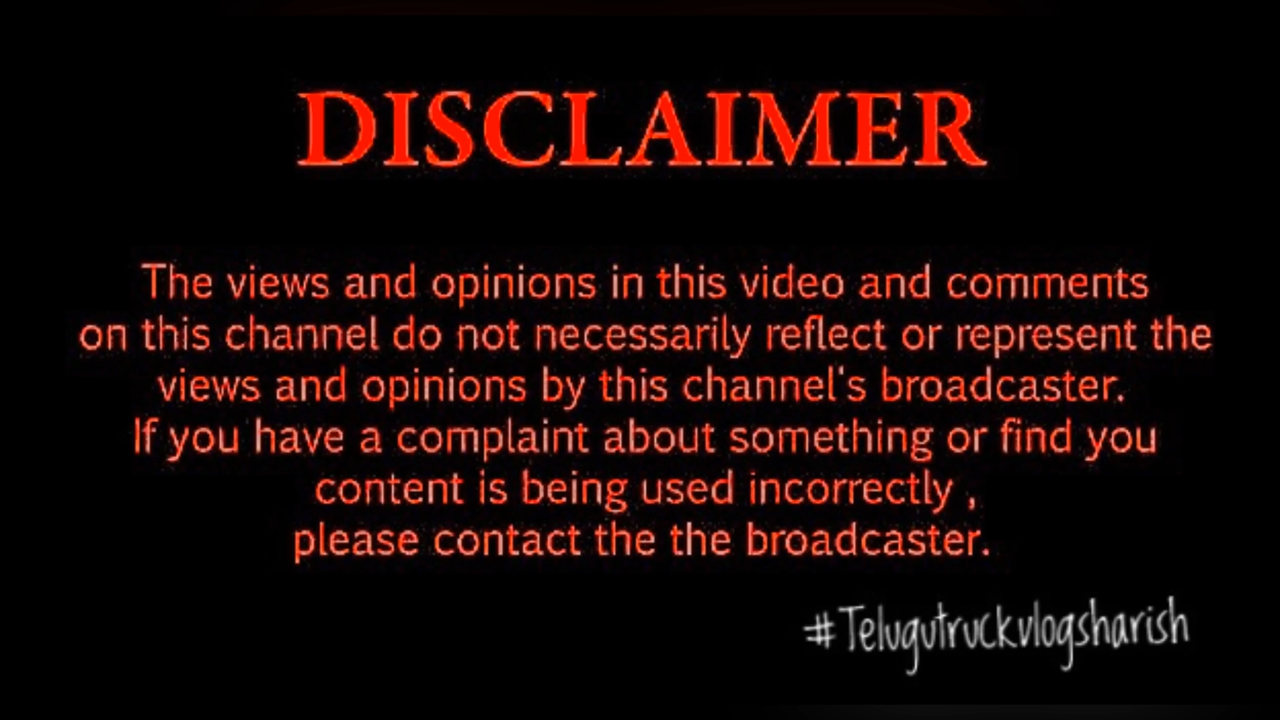 DISCLAIMER
The views and opinions in this video and comments
on this channel do not necessarily reflect or represent the
views and opinions by this channel's broadcaster.
If you have a complaint about something or find you
content is being used incorrectly ,
please contact the the broadcaster.
#Telugutruckvlogsharish